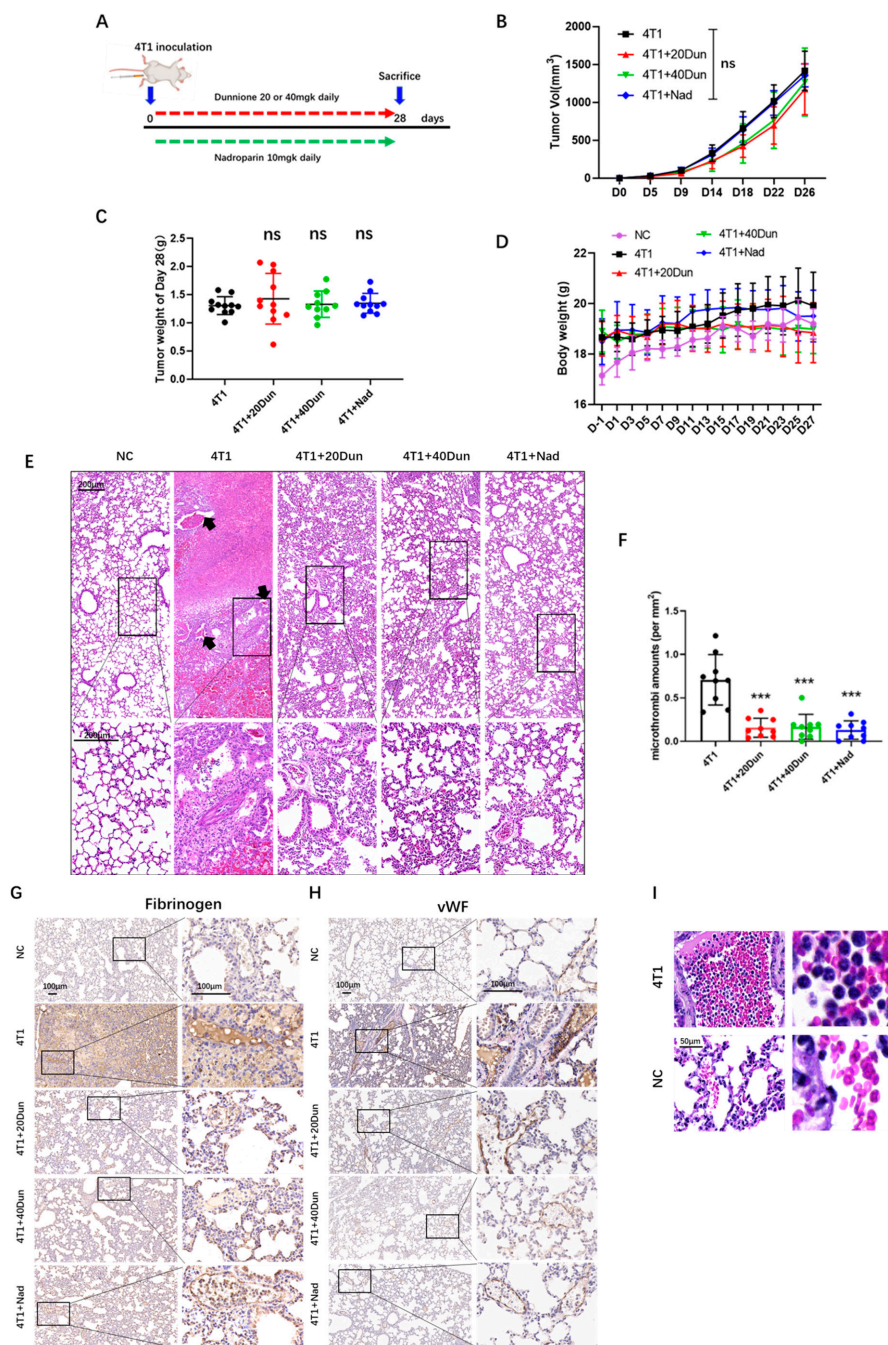 A
4T1 inoculation
Sacrifice
Dunnione 20 or 40mgk daily
0
28
days
Nadroparin 10mgk daily
B
Tumor Vol(mm³)
2000
1500
1000
500
0
4T1
4T1+20Dun
4T1+40Dun
4T1+Nad
ns
D0 D5 D9 D14 D18 D22 D26
C
Tumor weight of Day 28(g)
2.5
2.0
1.5
1.0
0.5
0.0
ns ns ns
4T1 4T1+20Dun 4T1+40Dun 4T1+Nad
D
NC
4T1
4T1+20Dun
4T1+40Dun
4T1+Nad
Body weight (g)
22
20
18
16
D-1 D1 D3 D5 D7 D9 D11 D13 D15 D17 D19 D21 D23 D25 D27
E
NC 4T1 4T1+20Dun 4T1+40Dun 4T1+Nad
200μm
200μm
F
microthrombi amounts (per mm²)
1.5
1.0
0.5
0.0
*** *** ***
4T1 4T1+20Dun 4T1+40Dun 4T1+Nad
G
Fibrinogen
NC
100μm
100μm
4T1
4T1+20Dun
4T1+40Dun
4T1+Nad
H
vWF
NC
100μm
100μm
4T1
4T1+20Dun
4T1+40Dun
4T1+Nad
I
4T1
NC
50μm